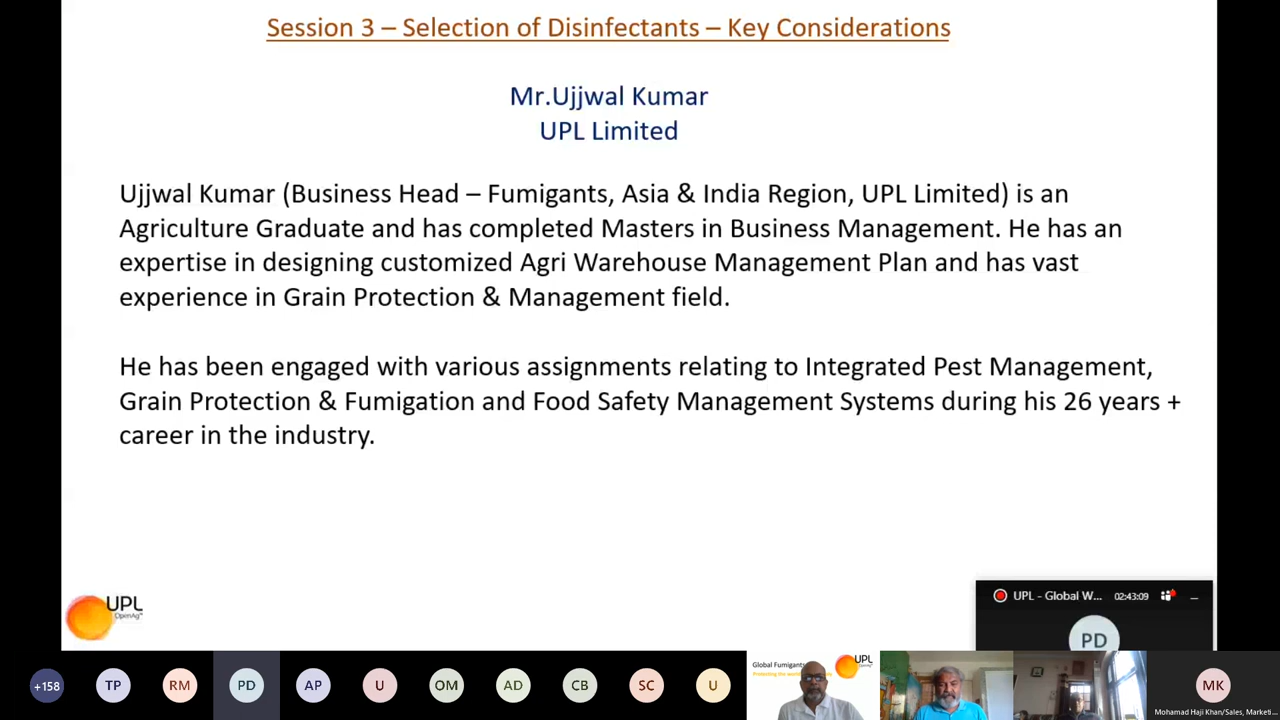 Session 3 – Selection of Disinfectants – Key Considerations
Mr.Ujjwal Kumar
UPL Limited
Ujjwal Kumar (Business Head – Fumigants, Asia & India Region, UPL Limited) is an
Agriculture Graduate and has completed Masters in Business Management. He has an
expertise in designing customized Agri Warehouse Management Plan and has vast
experience in Grain Protection & Management field.
He has been engaged with various assignments relating to Integrated Pest Management,
Grain Protection & Fumigation and Food Safety Management Systems during his 26 years +
career in the industry.
UPL
OpenAg™
UPL - Global W... 02:43:09
PD
+158 TP RM PD AP U OM AD CB SC U
Global Fumigants
UPL
Protecting the
MK
Mohamad Haji Khan/Sales, Marketi...